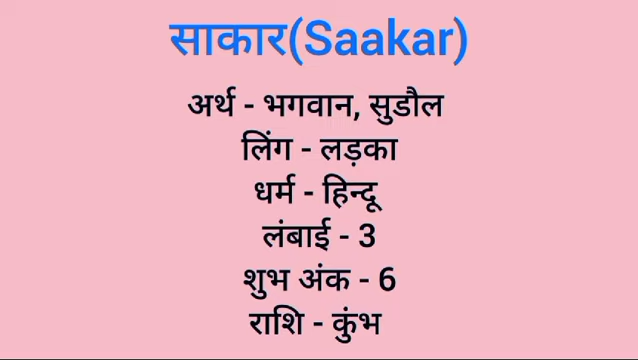 साकार(Saakar)
अर्थ - भगवान, सुडौल
लिंग - लड़का
धर्म - हिन्दू
लंबाई - 3
शुभ अंक - 6
राशि - कुंभ